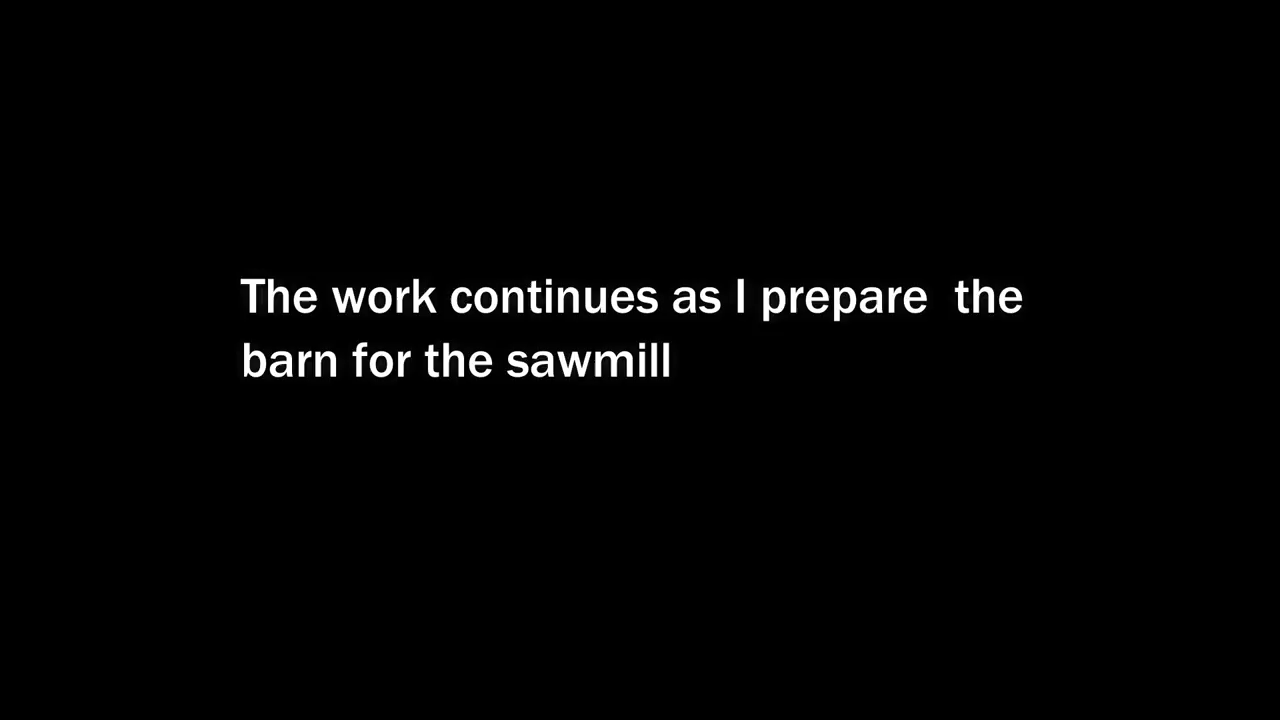 The work continues as I prepare  the
barn for the sawmill